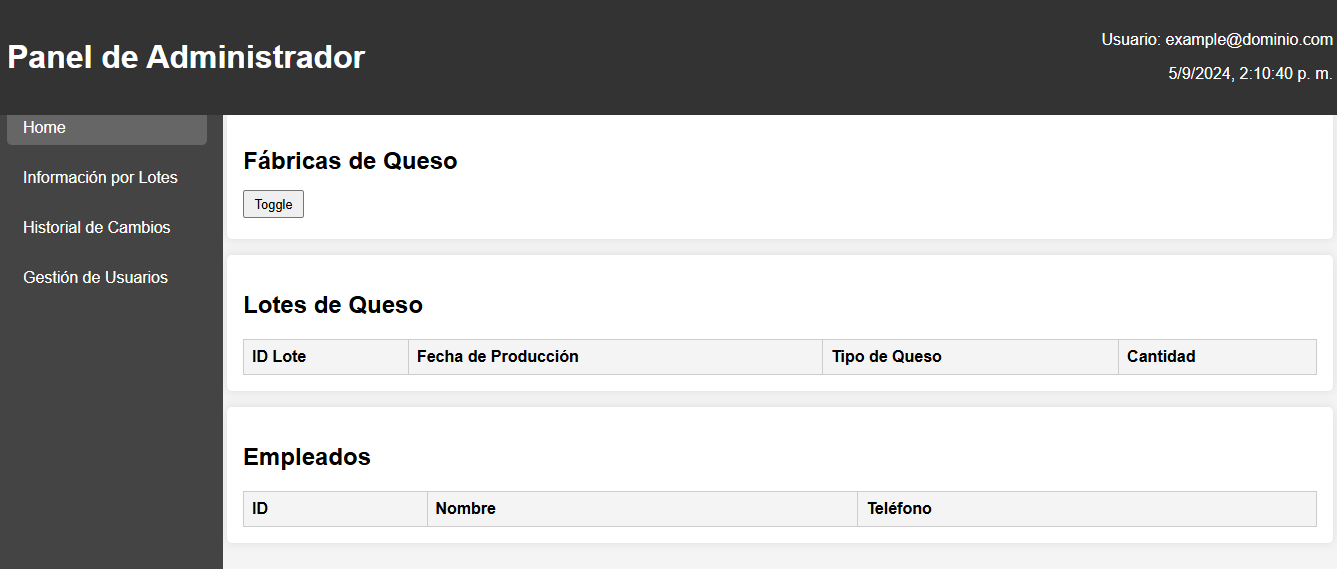 Panel de Administrador
Usuario: example@dominio.com
5/9/2024, 2:10:40 p. m.
Home
Información por Lotes
Historial de Cambios
Gestión de Usuarios
Fábricas de Queso
Toggle
Lotes de Queso
ID Lote Fecha de Producción Tipo de Queso Cantidad
Empleados
ID Nombre Teléfono